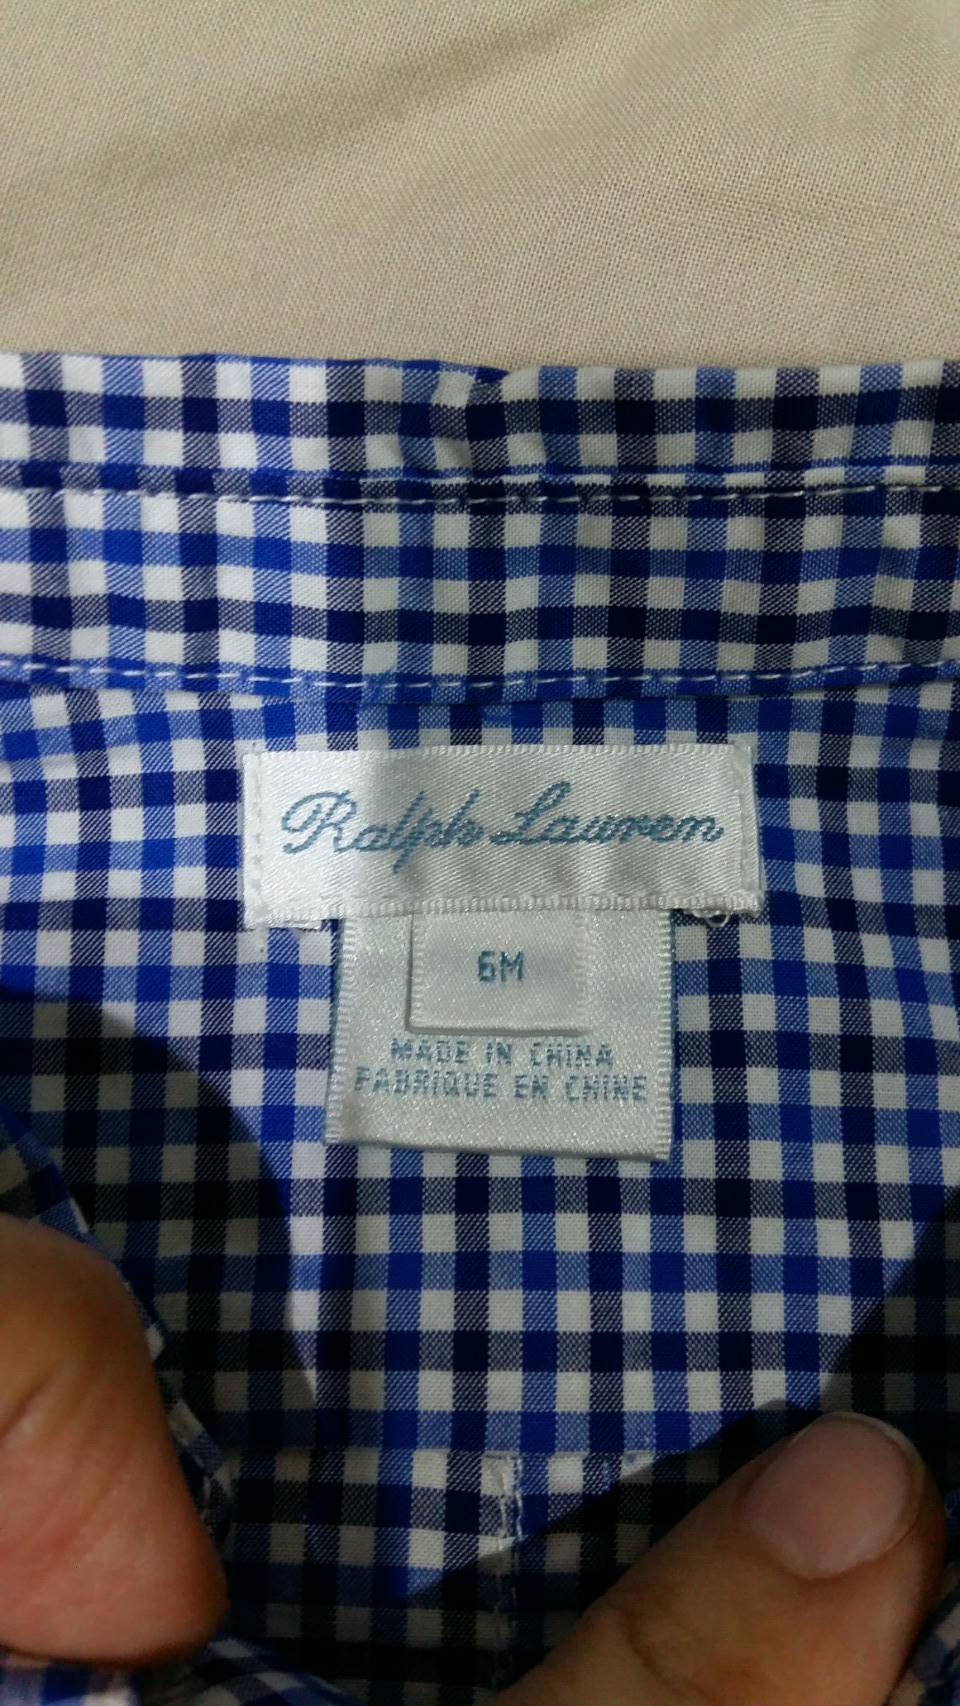 Ralph Lauren
6M
MADE IN CHINA
FABRIQUE EN CHINE